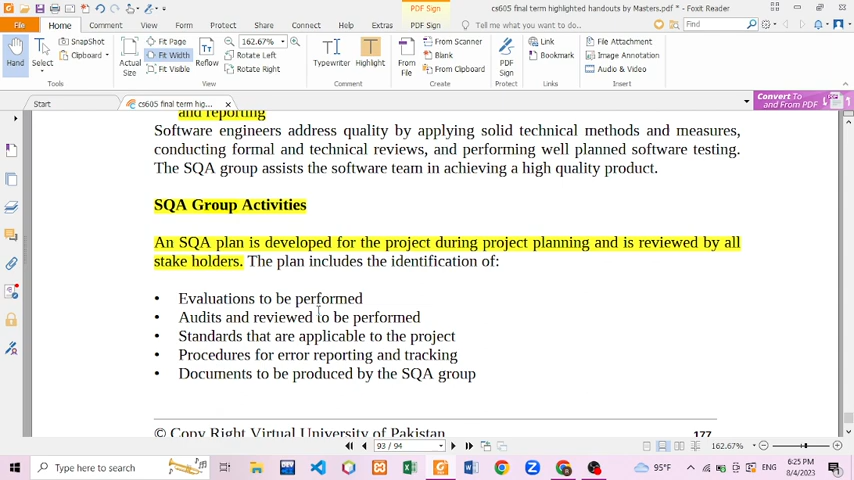 PDF Sign
cs605 final term highlighted handouts by Masters.pdf * - Foxit Reader
File Home Comment View Form Protect Share Connect Help Extras PDF Sign Tell me what you want to do... Find
Hand
Select
SnapShot
Clipboard
Actual Size
Fit Page
Fit Width
Fit Visible
Reflow
162.67%
Rotate Left
Rotate Right
Typewriter
Highlight
From File
From Scanner
Blank
From Clipboard
PDF Sign
Link
Bookmark
File Attachment
Image Annotation
Audio & Video
Tools View Comment Create Protection Links Insert
Start cs605 final term hig...
Convert To and From PDF
and reporting
Software engineers address quality by applying solid technical methods and measures,
conducting formal and technical reviews, and performing well planned software testing.
The SQA group assists the software team in achieving a high quality product.
SQA Group Activities
An SQA plan is developed for the project during project planning and is reviewed by all
stake holders. The plan includes the identification of:
• Evaluations to be performed
• Audits and reviewed to be performed
• Standards that are applicable to the project
• Procedures for error reporting and tracking
• Documents to be produced by the SQA group
© Copy Right Virtual University of Pakistan 177
93 / 94 162.67%
Type here to search 95°F ENG 6:25 PM
8/4/2023